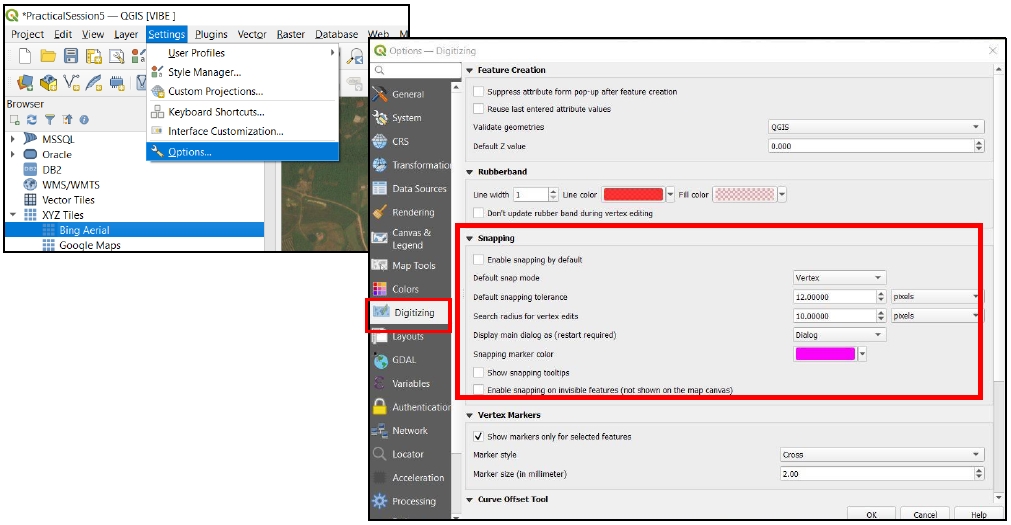 *PracticalSession5 — QGIS [VIBE ]
Project Edit View Layer Settings Plugins Vector Raster Database Web M
User Profiles
Style Manager...
Custom Projections...
Keyboard Shortcuts...
Interface Customization...
Options...
Browser
MSSQL
Oracle
DB2
WMS/WMTS
Vector Tiles
XYZ Tiles
Bing Aerial
Google Maps
Options — Digitizing
General
System
CRS
Transformation
Data Sources
Rendering
Canvas &
Legend
Map Tools
Colors
Digitizing
Layouts
GDAL
Variables
Authentication
Network
Locator
Acceleration
Processing
Feature Creation
Suppress attribute form pop-up after feature creation
Reuse last entered attribute values
Validate geometries QGIS
Default Z value 0.000
Rubberband
Line width 1 Line color Fill color
Don't update rubber band during vertex editing
Snapping
Enable snapping by default
Default snap mode Vertex
Default snapping tolerance 12.00000 pixels
Search radius for vertex edits 10.00000 pixels
Display main dialog as (restart required) Dialog
Snapping marker color
Show snapping tooltips
Enable snapping on invisible features (not shown on the map canvas)
Vertex Markers
Show markers only for selected features
Marker style Cross
Marker size (in millimeter) 2.00
Curve Offset Tool
OK Cancel Help